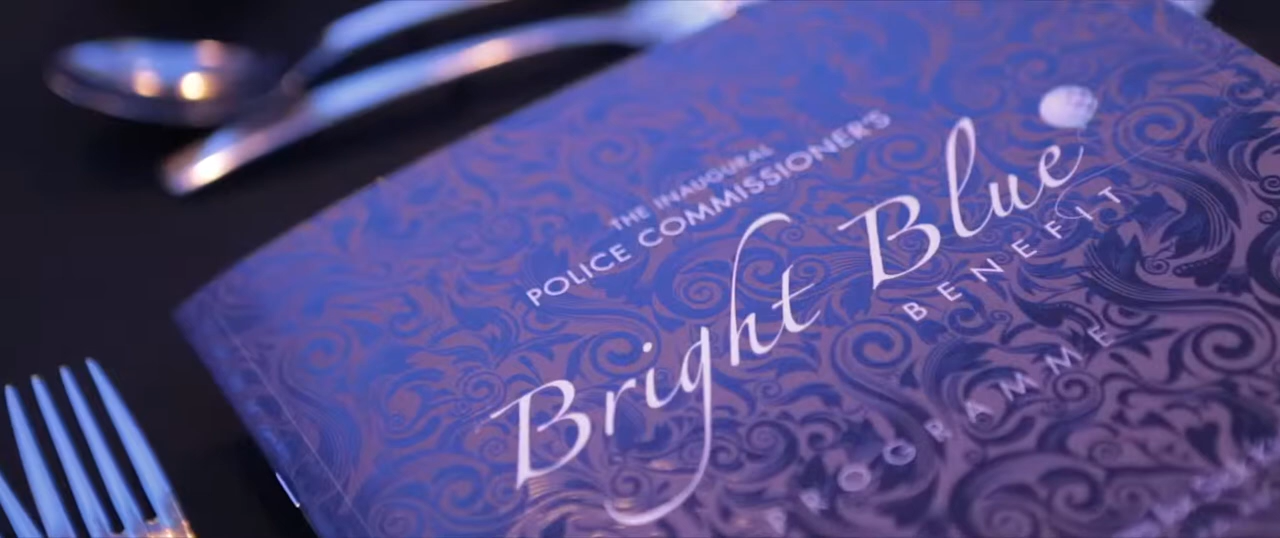 THE INAUGURAL
POLICE COMMISSIONER'S
Bright Blue
BENEFIT
PROGRAMME